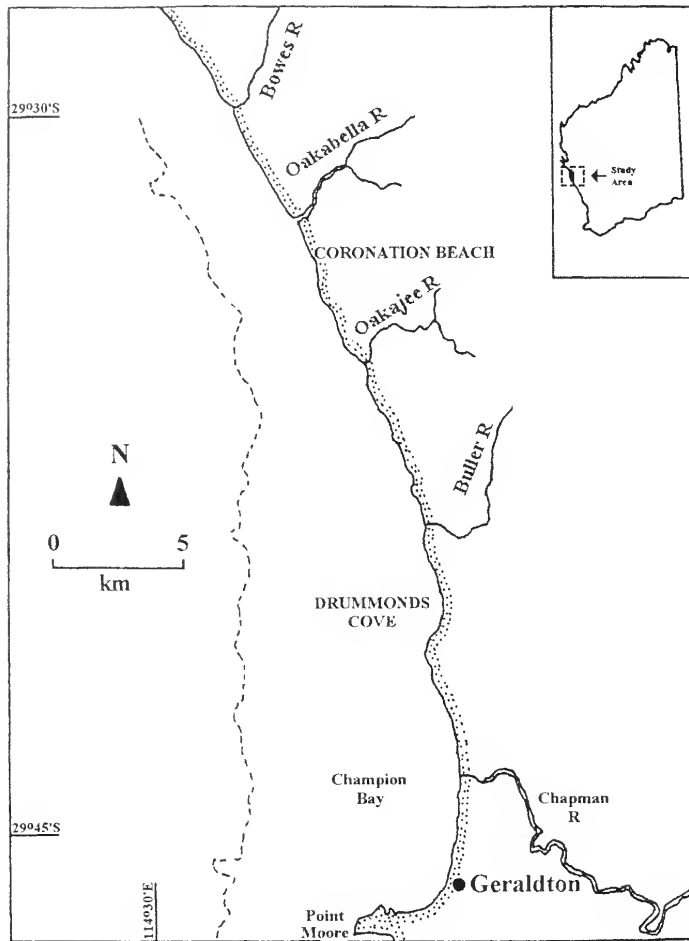 Bowes R
29°30'S
Oakabella R
Study
Area
CORONATION BEACH
Oakajee R
Buller R
N
0 5
km
DRUMMONDS
COVE
Champion
Bay
Chapman
R
29°45'S
Geraldton
114°30'E
Point
Moore